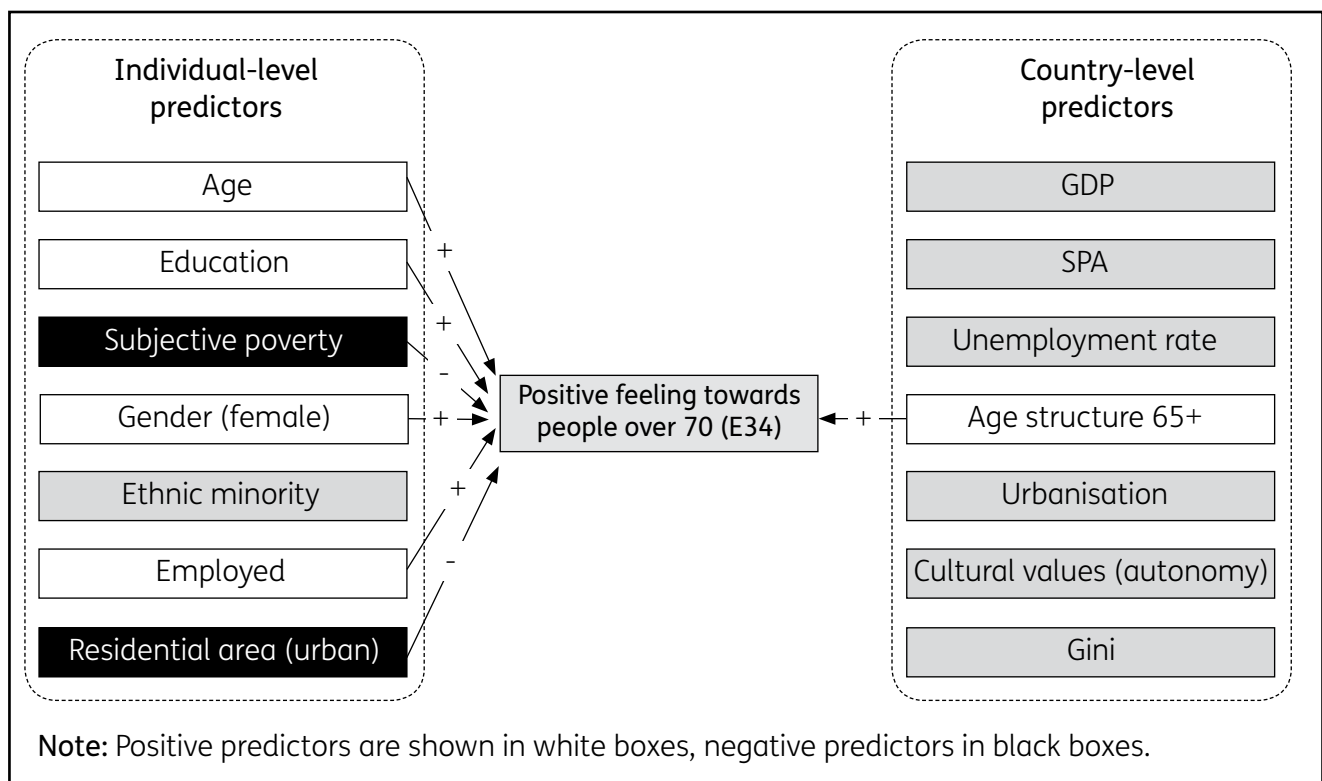 Individual-level
predictors
Age
Education
Subjective poverty
Gender (female)
Ethnic minority
Employed
Residential area (urban)
+
+
-
+
+
-
Positive feeling towards
people over 70 (E34)
+
Country-level
predictors
GDP
SPA
Unemployment rate
Age structure 65+
Urbanisation
Cultural values (autonomy)
Gini
Note: Positive predictors are shown in white boxes, negative predictors in black boxes.